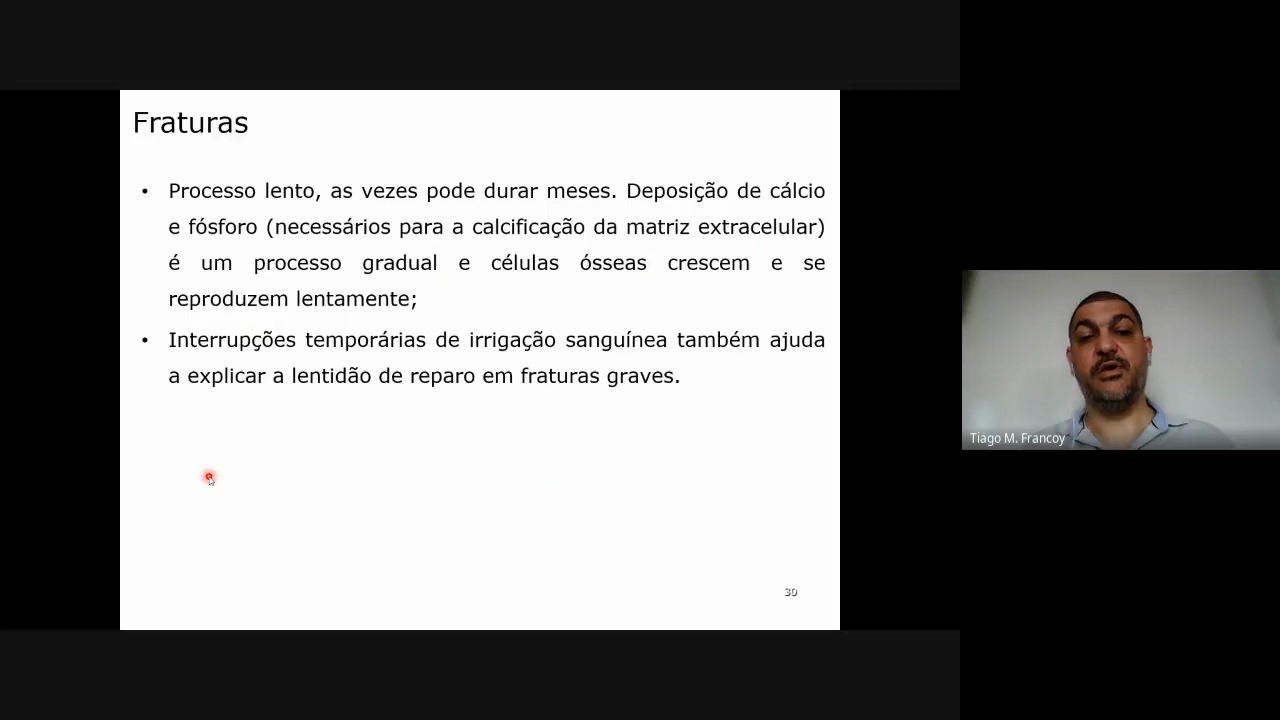 Fraturas
• Processo lento, as vezes pode durar meses. Deposição de cálcio
e fósforo (necessários para a calcificação da matriz extracelular)
é um processo gradual e células ósseas crescem e se
reproduzem lentamente;
• Interrupções temporárias de irrigação sanguínea também ajuda
a explicar a lentidão de reparo em fraturas graves.
30
Tiago M. Francoy